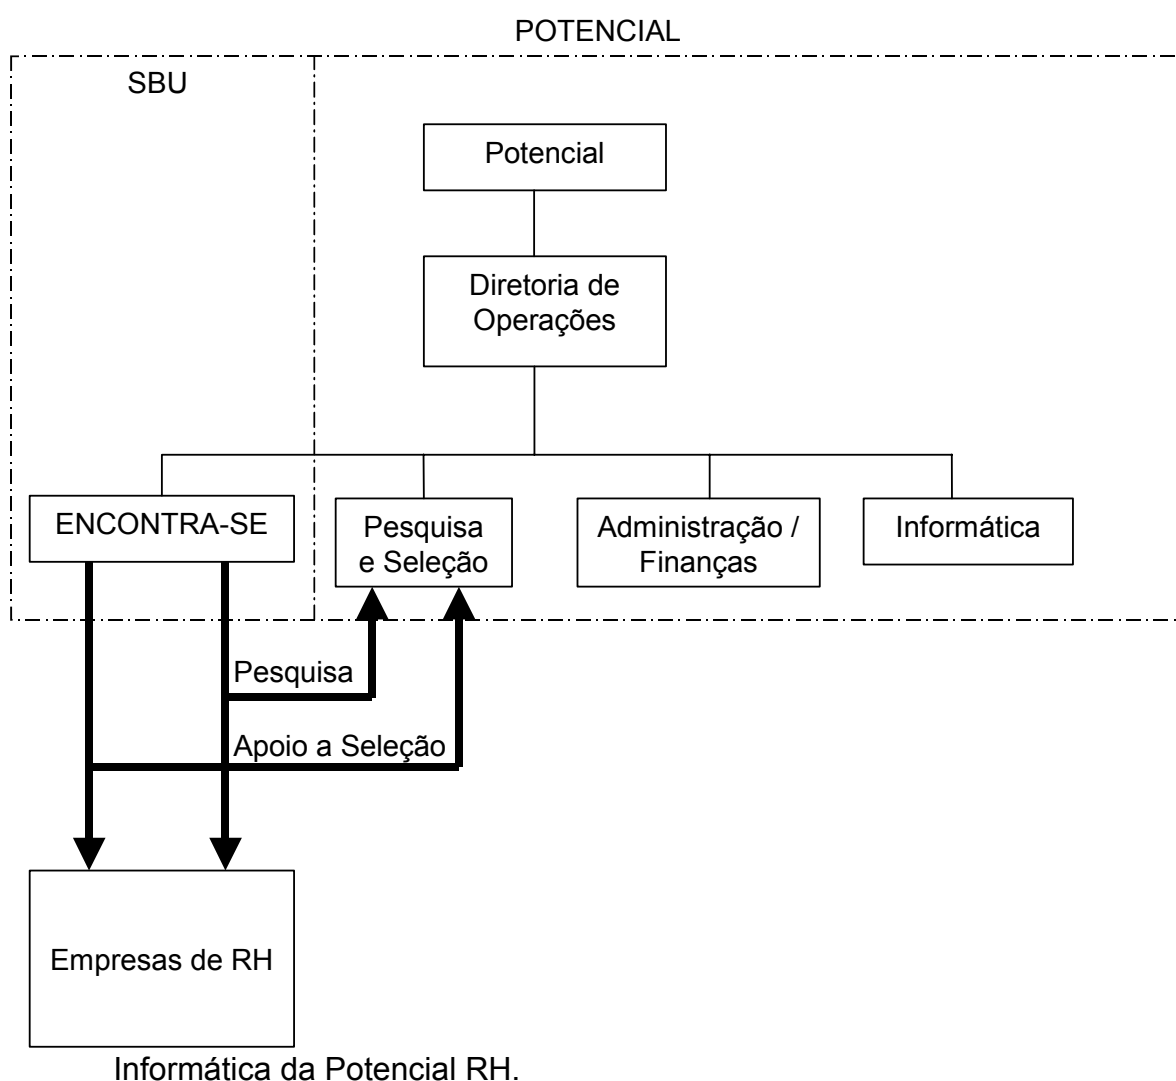 POTENCIAL
SBU
Potencial
Diretoria de
Operações
ENCONTRA-SE
Pesquisa
e Seleção
Administração /
Finanças
Informática
Pesquisa
Apoio a Seleção
Empresas de RH
Informática da Potencial RH.